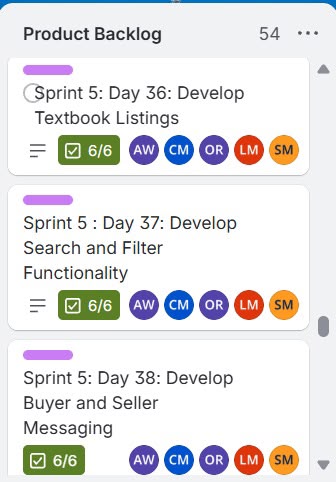 Product Backlog 54
Sprint 5: Day 36: Develop
Textbook Listings
6/6 AW CM OR LM SM
Sprint 5 : Day 37: Develop
Search and Filter
Functionality
6/6 AW CM OR LM SM
Sprint 5: Day 38: Develop
Buyer and Seller
Messaging
6/6 AW CM OR LM SM